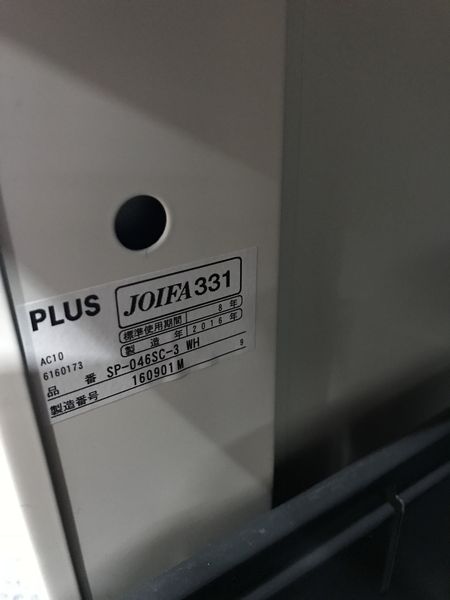 PLUS JOIFA331
標準使用期間 8年
製造年 2016年
AC10
6160173
品番 SP-046SC-3 WH 9
製造番号 160901M